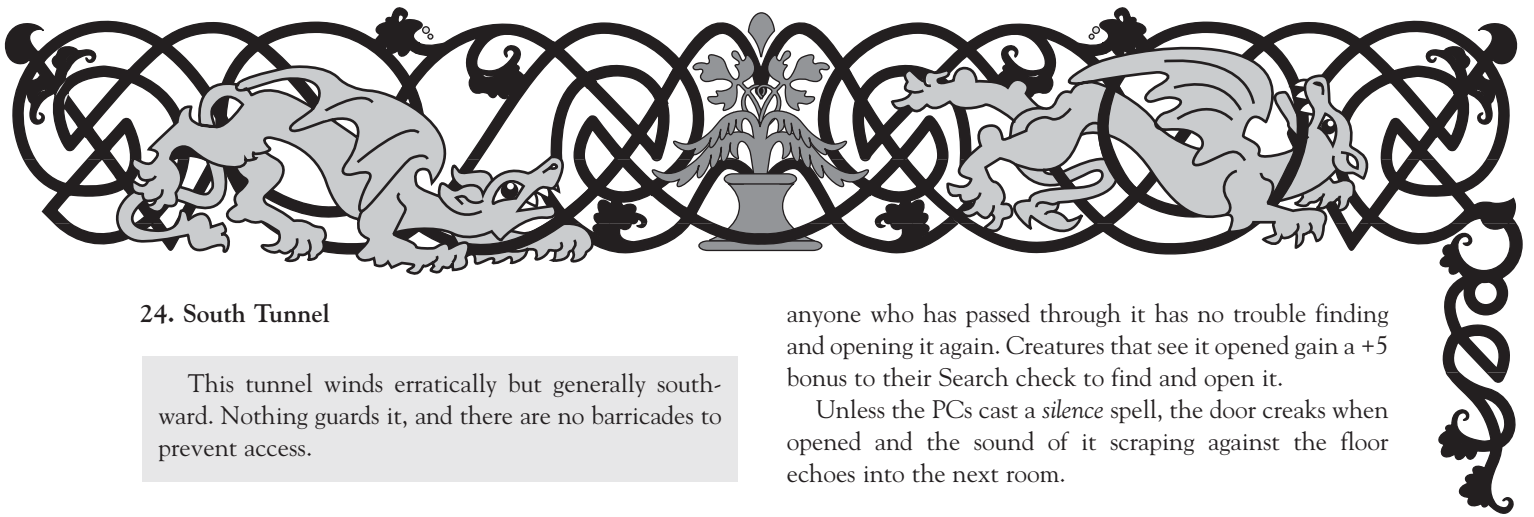 24. South Tunnel
This tunnel winds erratically but generally south-
ward. Nothing guards it, and there are no barricades to
prevent access.
anyone who has passed through it has no trouble finding
and opening it again. Creatures that see it opened gain a +5
bonus to their Search check to find and open it.
Unless the PCs cast a silence spell, the door creaks when
opened and the sound of it scraping against the floor
echoes into the next room.